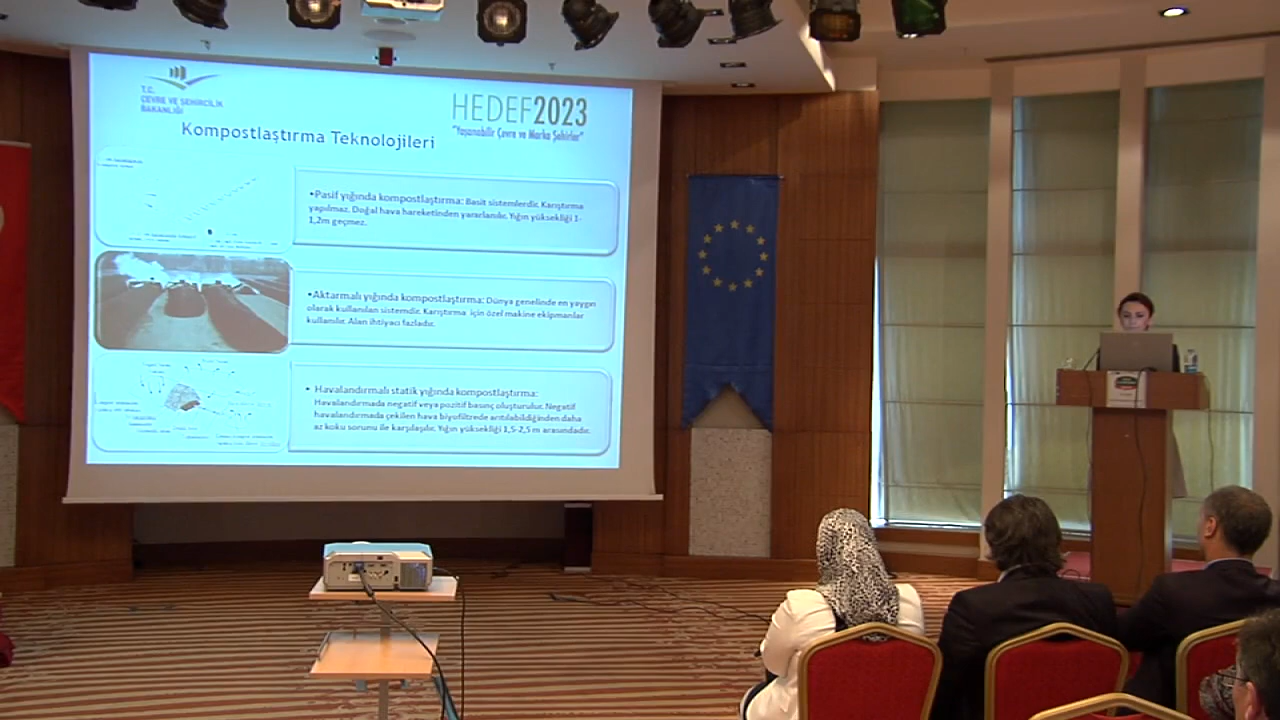 T.C.
ÇEVRE VE ŞEHİRCİLİK
BAKANLIĞI
HEDEF2023
"Yaşanabilir Çevre ve Marka Şehirler"
Kompostlaştırma Teknolojileri
•Pasif yığında kompostlaştırma: Basit sistemlerdir. Karıştırma
yapılmaz. Doğal hava hareketinden yararlanılır. Yığın yüksekliği 1-
1,2m geçmez.
•Aktarmalı yığında kompostlaştırma: Dünya genelinde en yaygın
olarak kullanılan sistemdir. Karıştırma için özel makine ekipmanlar
kullanılır. Alan ihtiyacı fazladır.
• Havalandırmalı statik yığında kompostlaştırma:
Havalandırmada negatif veya pozitif basınç oluşturulur. Negatif
havalandırmada çekilen hava biyofiltrede arıtılabildiğinden daha
az koku sorunu ile karşılaşılır. Yığın yüksekliği 1,5-2,5 m arasındadır.